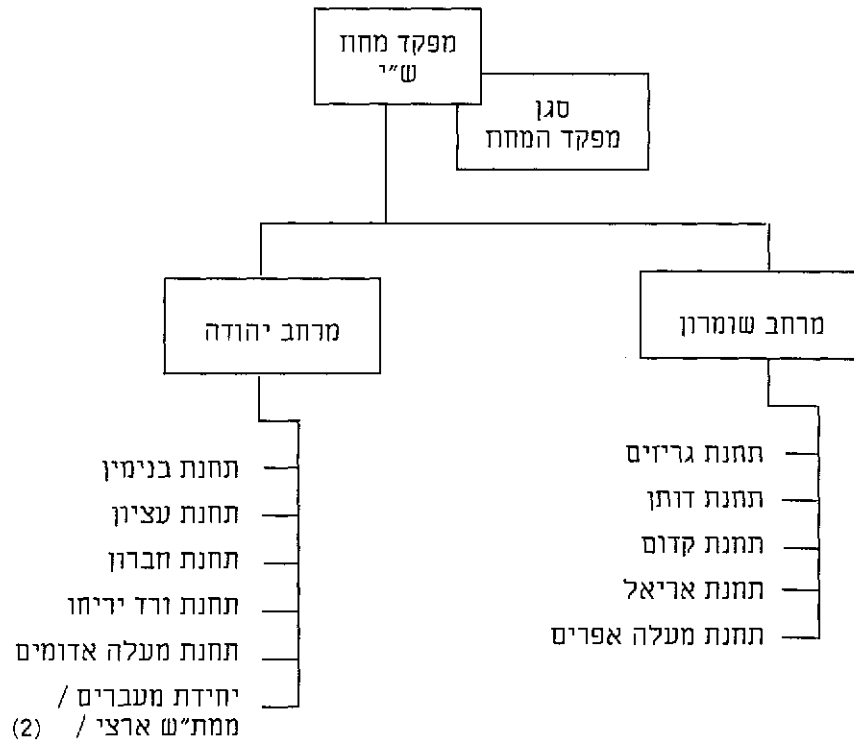 מפקד מחוז
ש"י
סגן
מפקד המחוז
מרחב שומרון
מרחב יהודה
תחנת גריזים
תחנת דותן
תחנת קדום
תחנת אריאל
תחנת מעלה אפרים
תחנת בנימין
תחנת עציון
תחנת חברון
תחנת ורד יריחו
תחנת מעלה אדומים
יחידת מעברים /
ממת"ש ארצי / (2)